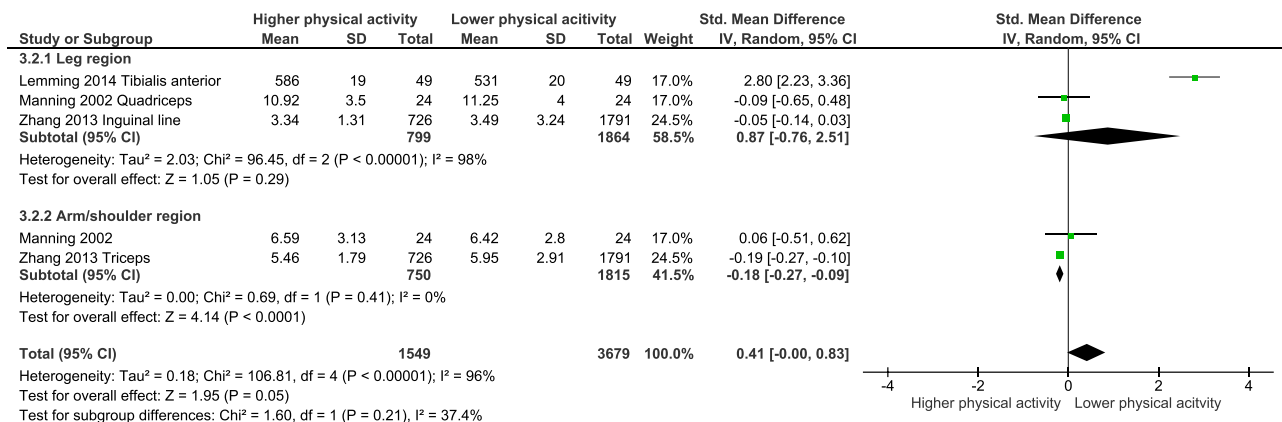 Higher physical activity Lower physical acitivity Std. Mean Difference Std. Mean Difference
Study or Subgroup Mean SD Total Mean SD Total Weight IV, Random, 95% CI IV, Random, 95% CI
3.2.1 Leg region
Lemming 2014 Tibialis anterior 586 19 49 531 20 49 17.0% 2.80 [2.23, 3.36]
Manning 2002 Quadriceps 10.92 3.5 24 11.25 4 24 17.0% -0.09 [-0.65, 0.48]
Zhang 2013 Inguinal line 3.34 1.31 726 3.49 3.24 1791 24.5% -0.05 [-0.14, 0.03]
Subtotal (95% CI) 799 1864 58.5% 0.87 [-0.76, 2.51]
Heterogeneity: Tau² = 2.03; Chi² = 96.45, df = 2 (P < 0.00001); I² = 98%
Test for overall effect: Z = 1.05 (P = 0.29)
3.2.2 Arm/shoulder region
Manning 2002 6.59 3.13 24 6.42 2.8 24 17.0% 0.06 [-0.51, 0.62]
Zhang 2013 Triceps 5.46 1.79 726 5.95 2.91 1791 24.5% -0.19 [-0.27, -0.10]
Subtotal (95% CI) 750 1815 41.5% -0.18 [-0.27, -0.09]
Heterogeneity: Tau² = 0.00; Chi² = 0.69, df = 1 (P = 0.41); I² = 0%
Test for overall effect: Z = 4.14 (P < 0.0001)
Total (95% CI) 1549 3679 100.0% 0.41 [-0.00, 0.83]
Heterogeneity: Tau² = 0.18; Chi² = 106.81, df = 4 (P < 0.00001); I² = 96%
Test for overall effect: Z = 1.95 (P = 0.05)
Test for subgroup differences: Chi² = 1.60, df = 1 (P = 0.21), I² = 37.4%
-4 -2 0 2 4
Higher physical acitivity Lower physical acitivity